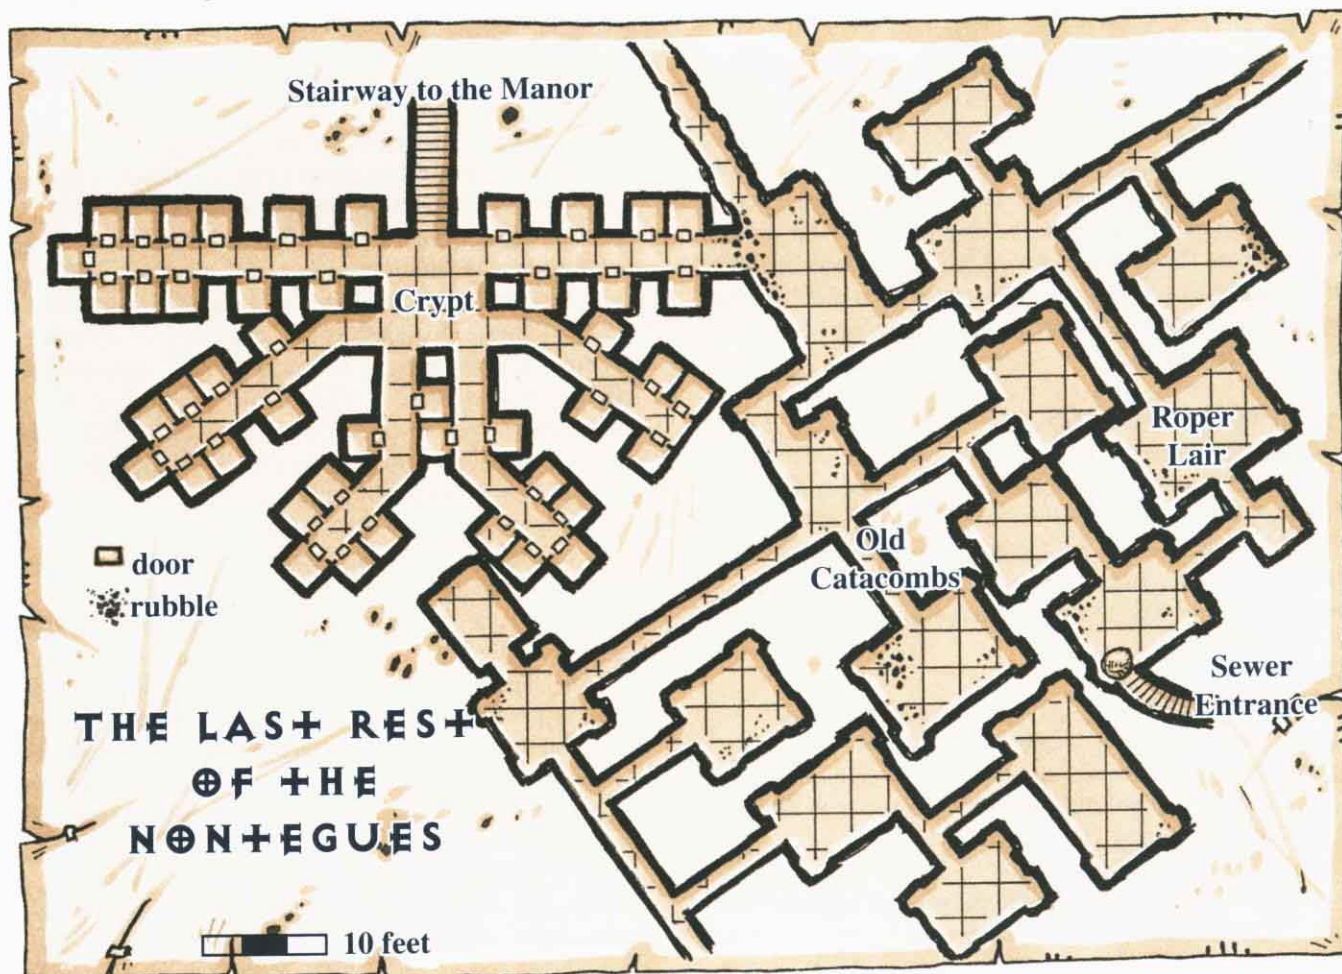 Stairway to the Manor
Crypt
Roper
Lair
Old
Catacombs
door
rubble
Sewer
Entrance
THE LAST REST
OF THE
NONTEGUES
10 feet